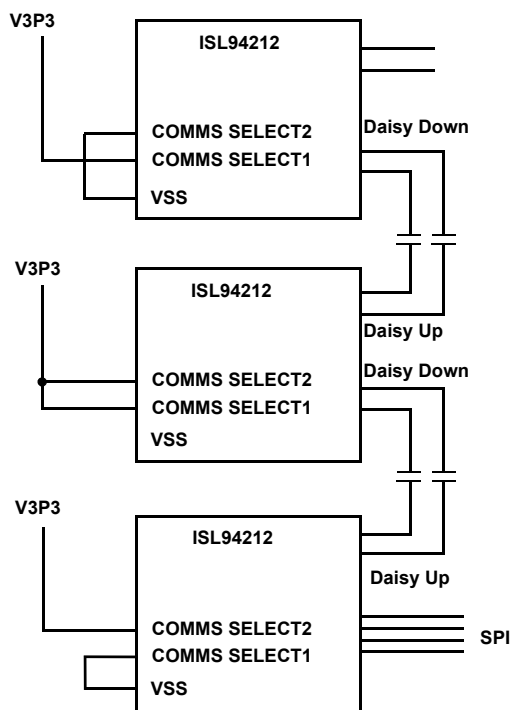 V3P3
ISL94212
COMMS SELECT2
Daisy Down
COMMS SELECT1
VSS
V3P3
ISL94212
Daisy Up
Daisy Down
COMMS SELECT2
COMMS SELECT1
VSS
V3P3
ISL94212
Daisy Up
COMMS SELECT2
SPI
COMMS SELECT1
VSS